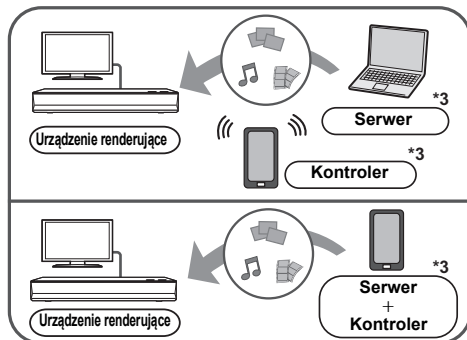 *3
Serwer
Urządzenie renderujące
*3
Kontroler
*3
Serwer
+
Kontroler
Urządzenie renderujące